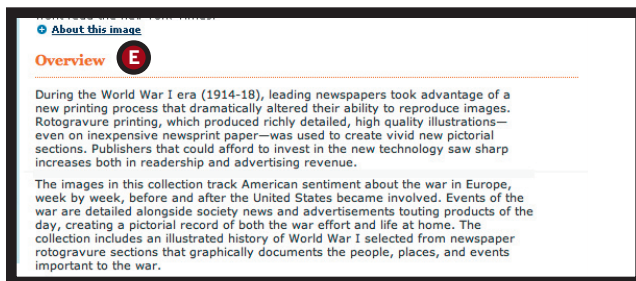 About this image
Overview E
During the World War I era (1914-18), leading newspapers took advantage of a
new printing process that dramatically altered their ability to reproduce images.
Rotogravure printing, which produced richly detailed, high quality illustrations—
even on inexpensive newsprint paper—was used to create vivid new pictorial
sections. Publishers that could afford to invest in the new technology saw sharp
increases both in readership and advertising revenue.
The images in this collection track American sentiment about the war in Europe,
week by week, before and after the United States became involved. Events of the
war are detailed alongside society news and advertisements touting products of the
day, creating a pictorial record of both the war effort and life at home. The
collection includes an illustrated history of World War I selected from newspaper
rotogravure sections that graphically documents the people, places, and events
important to the war.